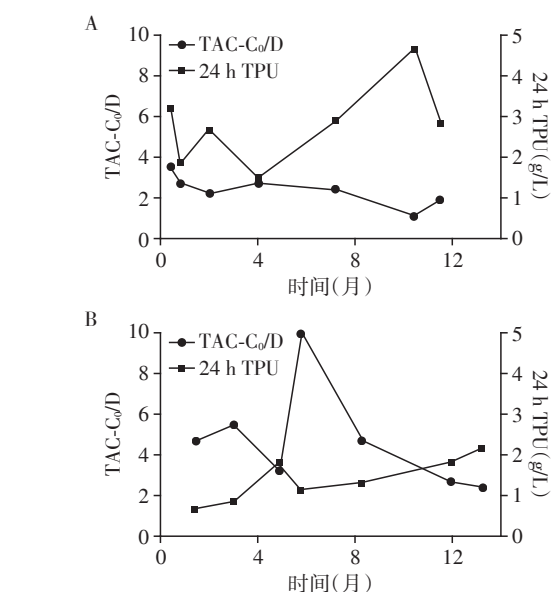 A
TAC-C₀/D
24 h TPU
10
8
6
4
2
0
5
4
3
2
1
0
TAC-C₀/D
24 h TPU(g/L)
0 4 8 12
时间(月)
B
TAC-C₀/D
24 h TPU
10
8
6
4
2
0
5
4
3
2
1
0
TAC-C₀/D
24 h TPU(g/L)
0 4 8 12
时间(月)